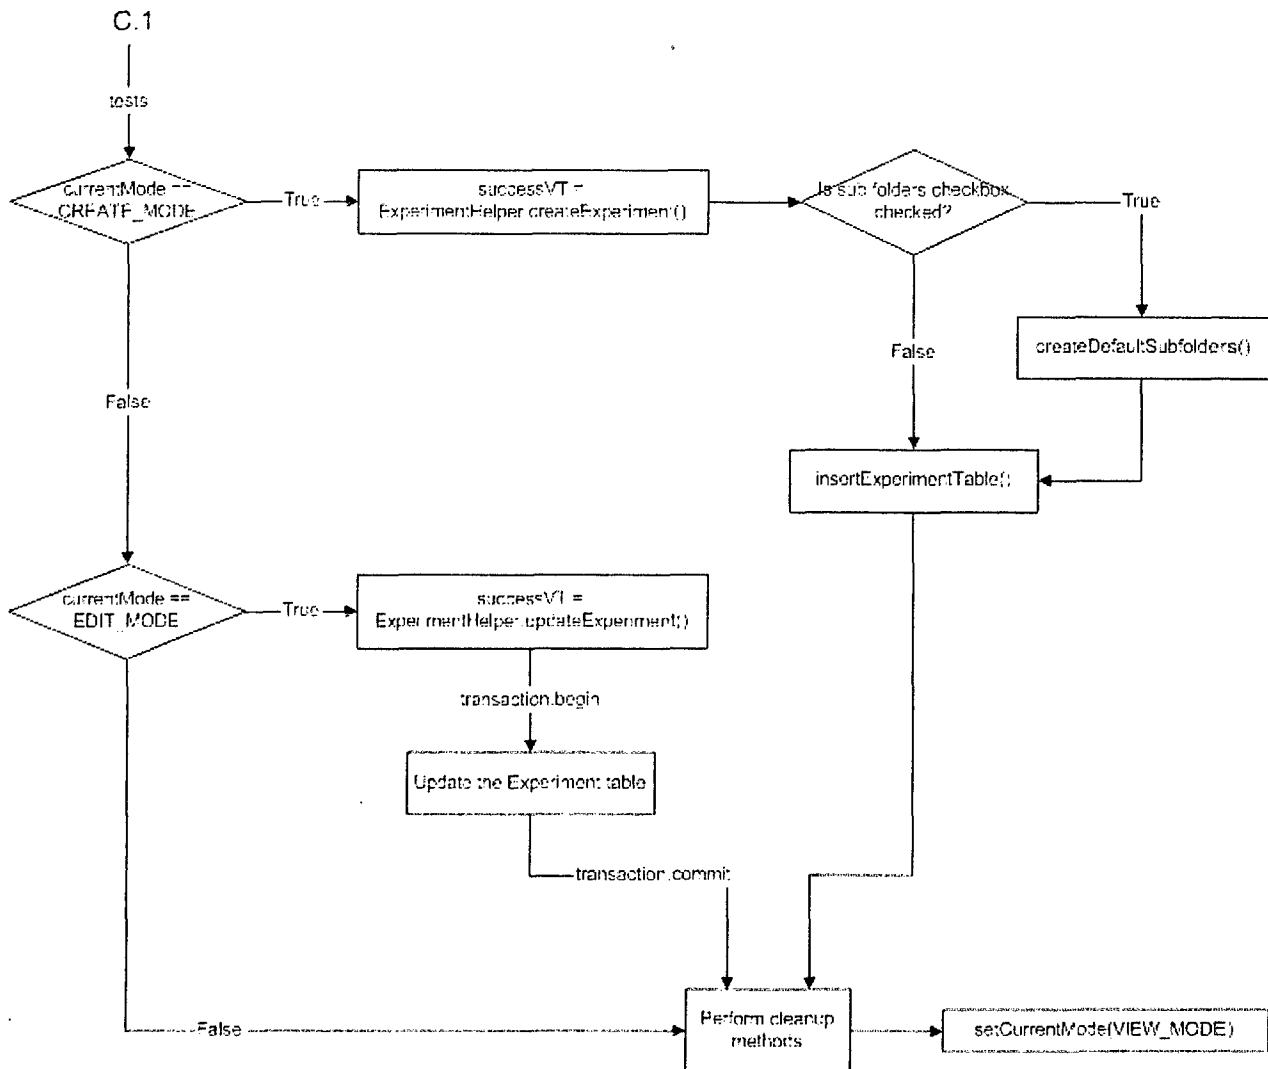 C.1
tests
currentMode ==
CREATE_MODE
True
successVT =
ExperimentHelper.createExperiment()
Is sub folders checkbox
checked?
True
createDefaultSubfolders()
False
False
insertExperimentTable()
currentMode ==
EDIT_MODE
True
successVT =
ExperimentHelper.updateExperiment()
transaction.begin
Update the Experiment table
transaction.commit
False
Perform cleanup
methods
setCurrentMode(VIEW_MODE)